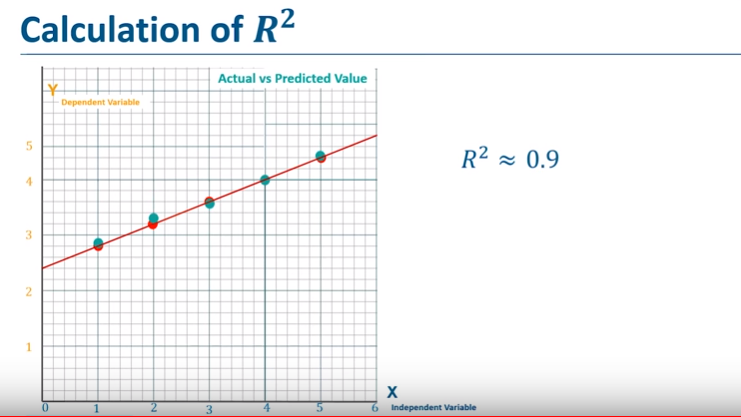 Calculation of R²
Actual vs Predicted Value
Y
Dependent Variable
R² ≈ 0.9
5
4
3
2
1
0 1 2 3 4 5 6
X
Independent Variable